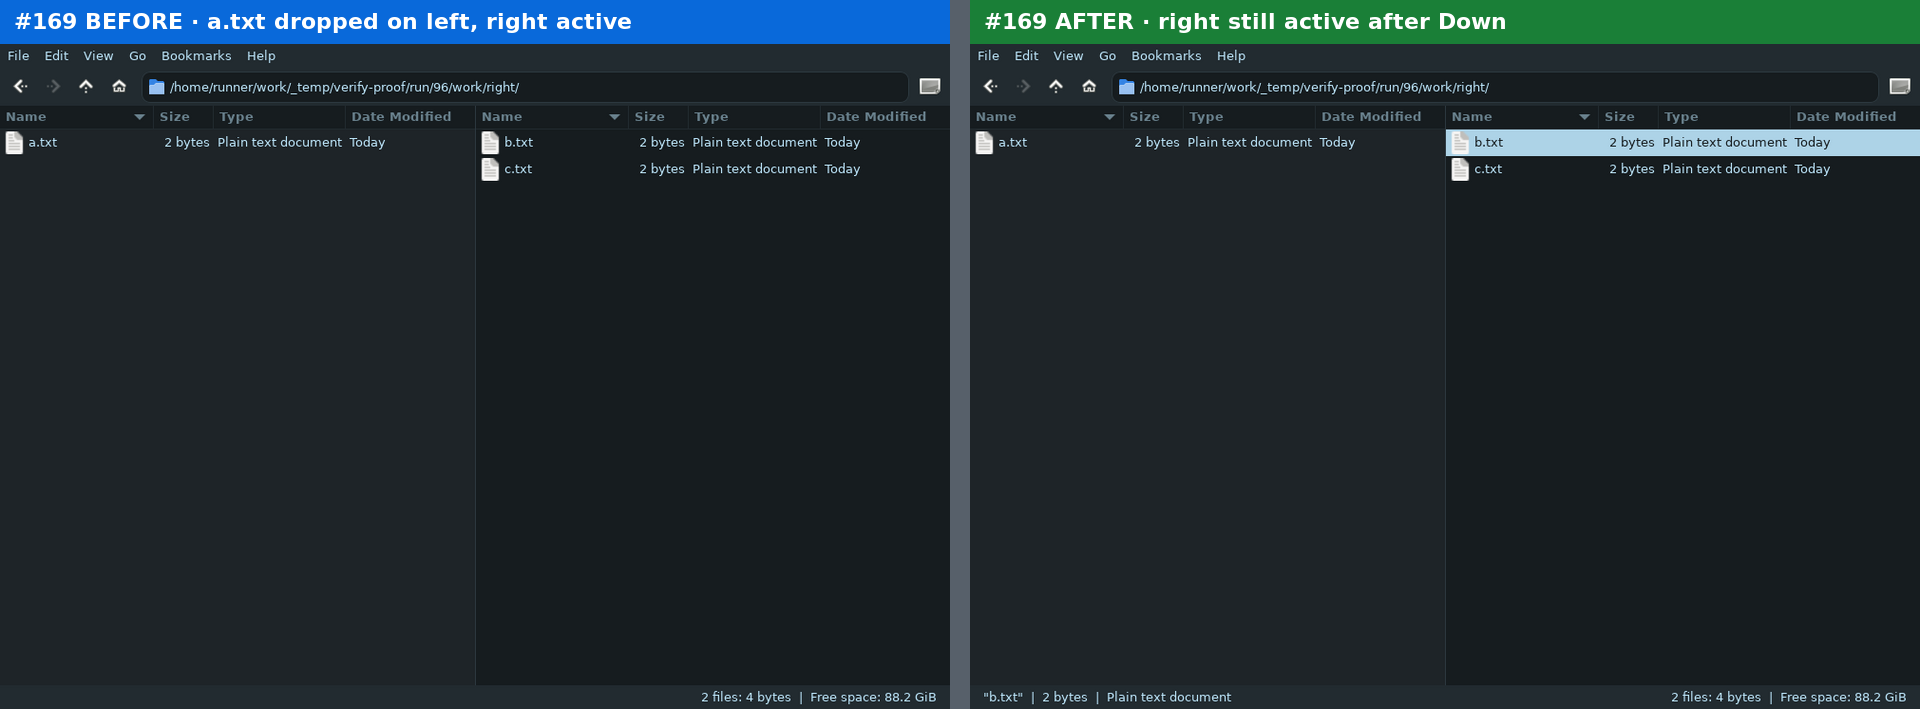 #169 BEFORE · a.txt dropped on left, right active
File Edit View Go Bookmarks Help
/home/runner/work/_temp/verify-proof/run/96/work/right/
Name Size Type Date Modified
a.txt 2 bytes Plain text document Today
Name Size Type Date Modified
b.txt 2 bytes Plain text document Today
c.txt 2 bytes Plain text document Today
2 files: 4 bytes | Free space: 88.2 GiB
#169 AFTER · right still active after Down
File Edit View Go Bookmarks Help
/home/runner/work/_temp/verify-proof/run/96/work/right/
Name Size Type Date Modified
a.txt 2 bytes Plain text document Today
Name Size Type Date Modified
b.txt 2 bytes Plain text document Today
c.txt 2 bytes Plain text document Today
"b.txt" | 2 bytes | Plain text document
2 files: 4 bytes | Free space: 88.2 GiB